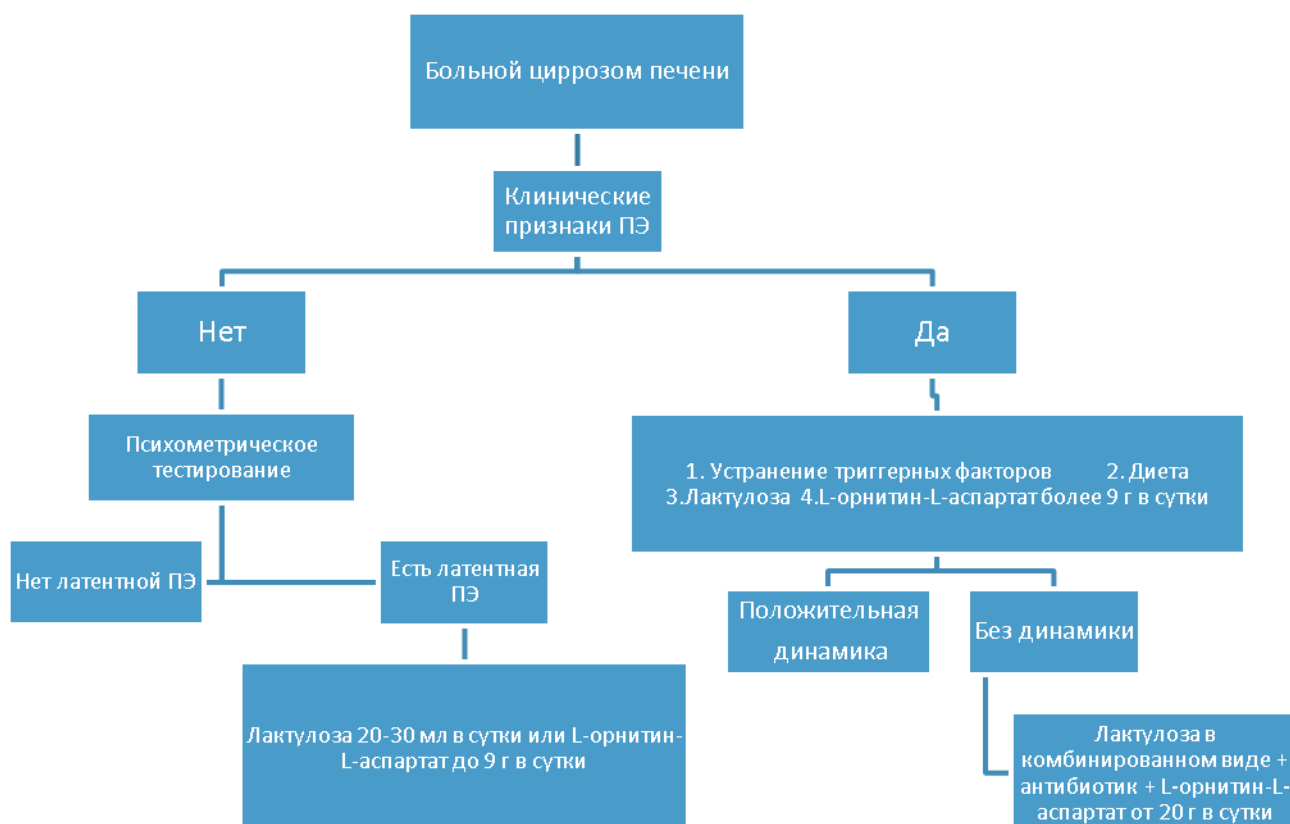 Больной циррозом печени
Клинические
признаки ПЭ
Нет
Да
Психометрическое
тестирование
1. Устранение триггерных факторов 2. Диета
3.Лактулоза 4.L-орнитин-L-аспартат более 9 г в сутки
Нет латентной ПЭ
Есть латентная
ПЭ
Положительная
динамика
Без динамики
Лактулоза 20-30 мл в сутки или L-орнитин-
L-аспартат до 9 г в сутки
Лактулоза в
комбинированном виде +
антибиотик + L-орнитин-L-
аспартат от 20 г в сутки